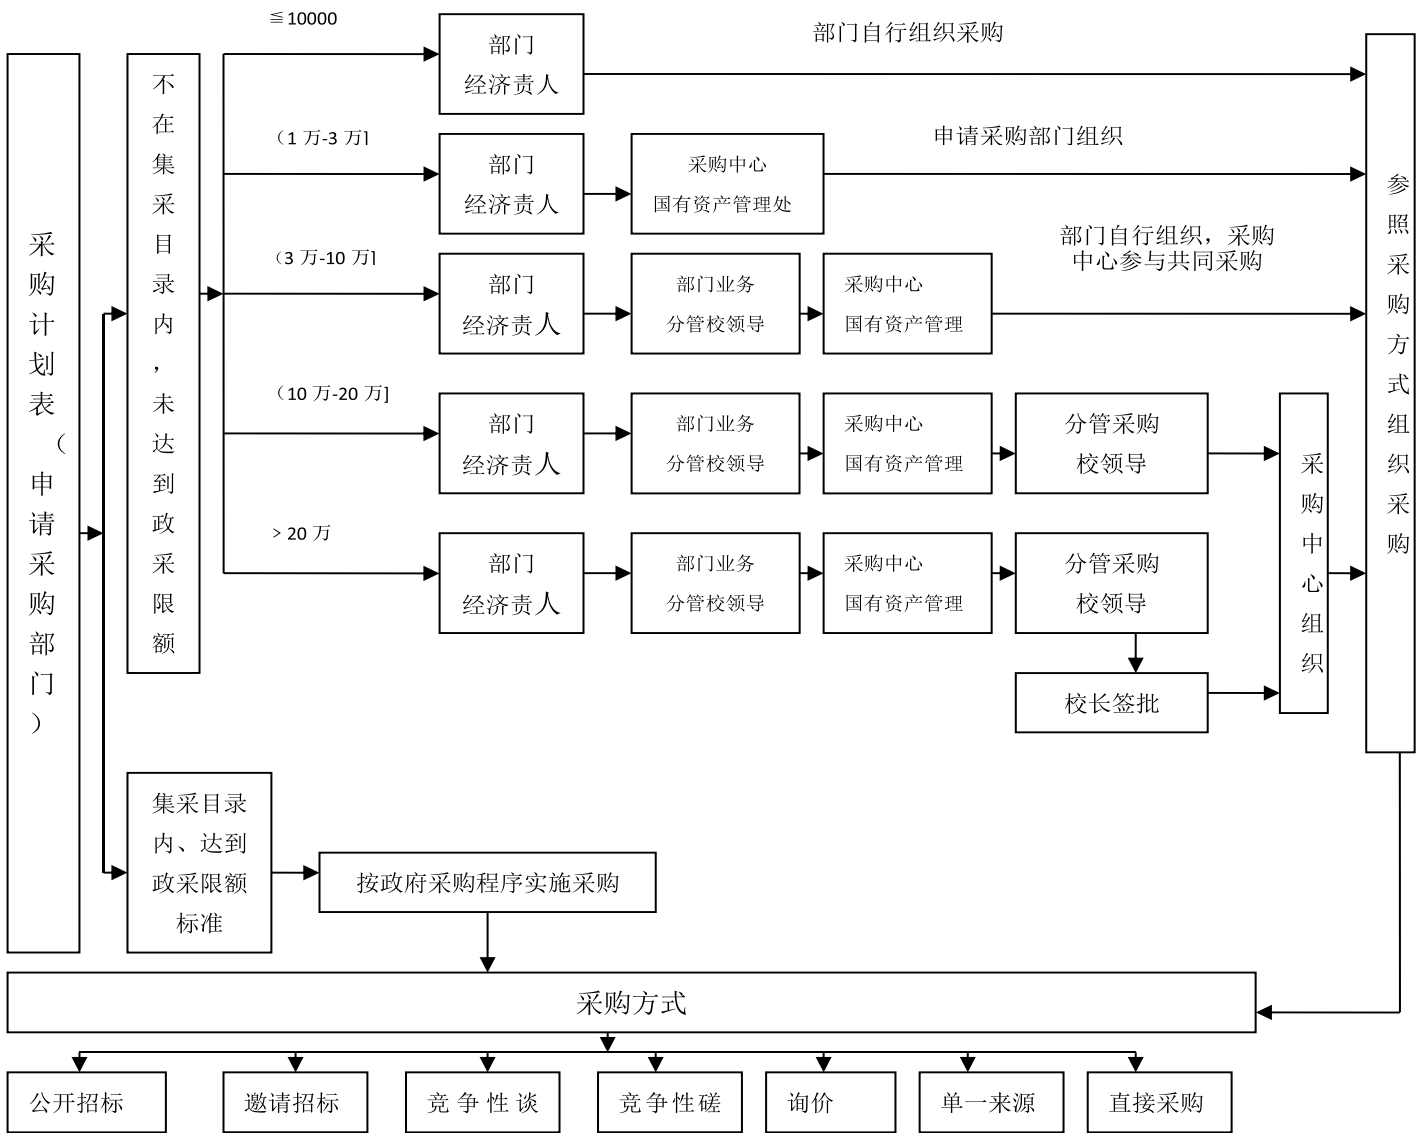 采购计划表（申请采购部门）
不在集采目录内，未达到政采限额
≦10000
部门
经济责人
部门自行组织采购
（1 万-3 万]
部门
经济责人
采购中心
国有资产管理处
申请采购部门组织
（3 万-10 万]
部门
经济责人
部门业务
分管校领导
采购中心
国有资产管理
部门自行组织，采购
中心参与共同采购
（10 万-20 万]
部门
经济责人
部门业务
分管校领导
采购中心
国有资产管理
分管采购
校领导
﹥20 万
部门
经济责人
部门业务
分管校领导
采购中心
国有资产管理
分管采购
校领导
校长签批
采购中心组织
参照采购方式组织采购
集采目录
内、达到
政采限额
标准
按政府采购程序实施采购
采购方式
公开招标
邀请招标
竞争性谈
竞争性磋
询价
单一来源
直接采购